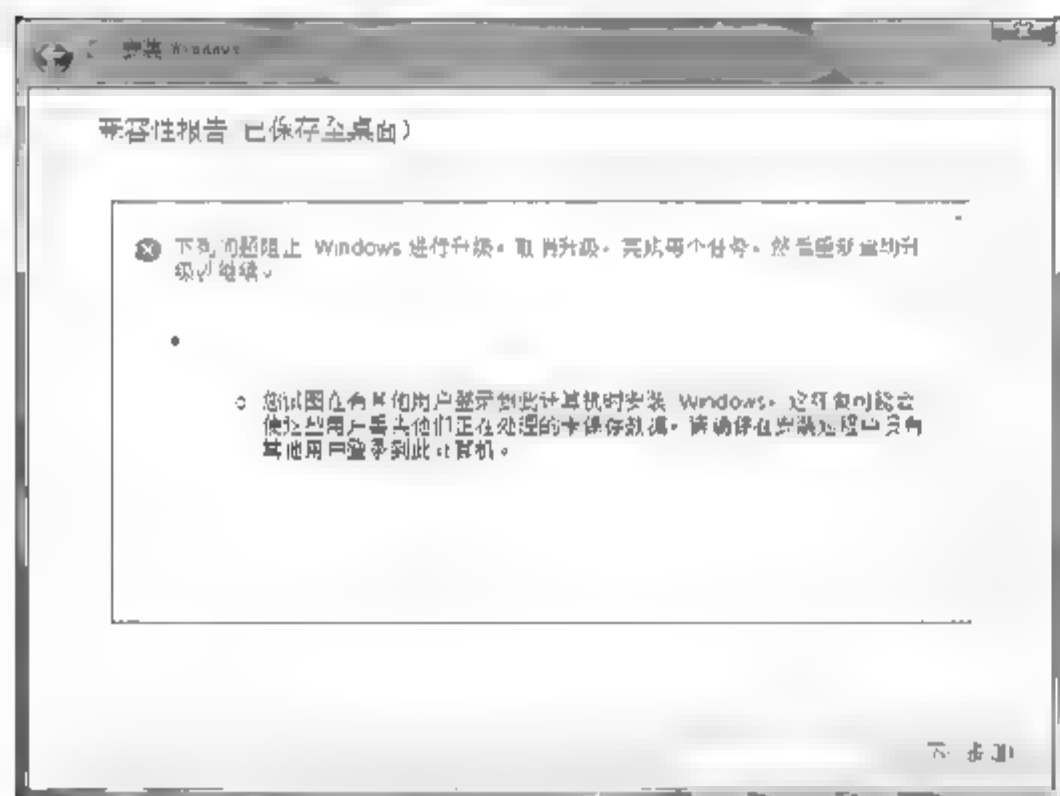 安装 Windows
兼容性报告(已保存至桌面)
下列问题阻止 Windows 进行升级。取消升级，完成每个任务，然后重新启动升
级以继续。
您试图在有其他用户登录到此计算机时安装 Windows。这样做可能会
使这些用户丢失他们正在处理的未保存数据。请确保在安装过程中没有
其他用户登录到此计算机。
下一步(N)